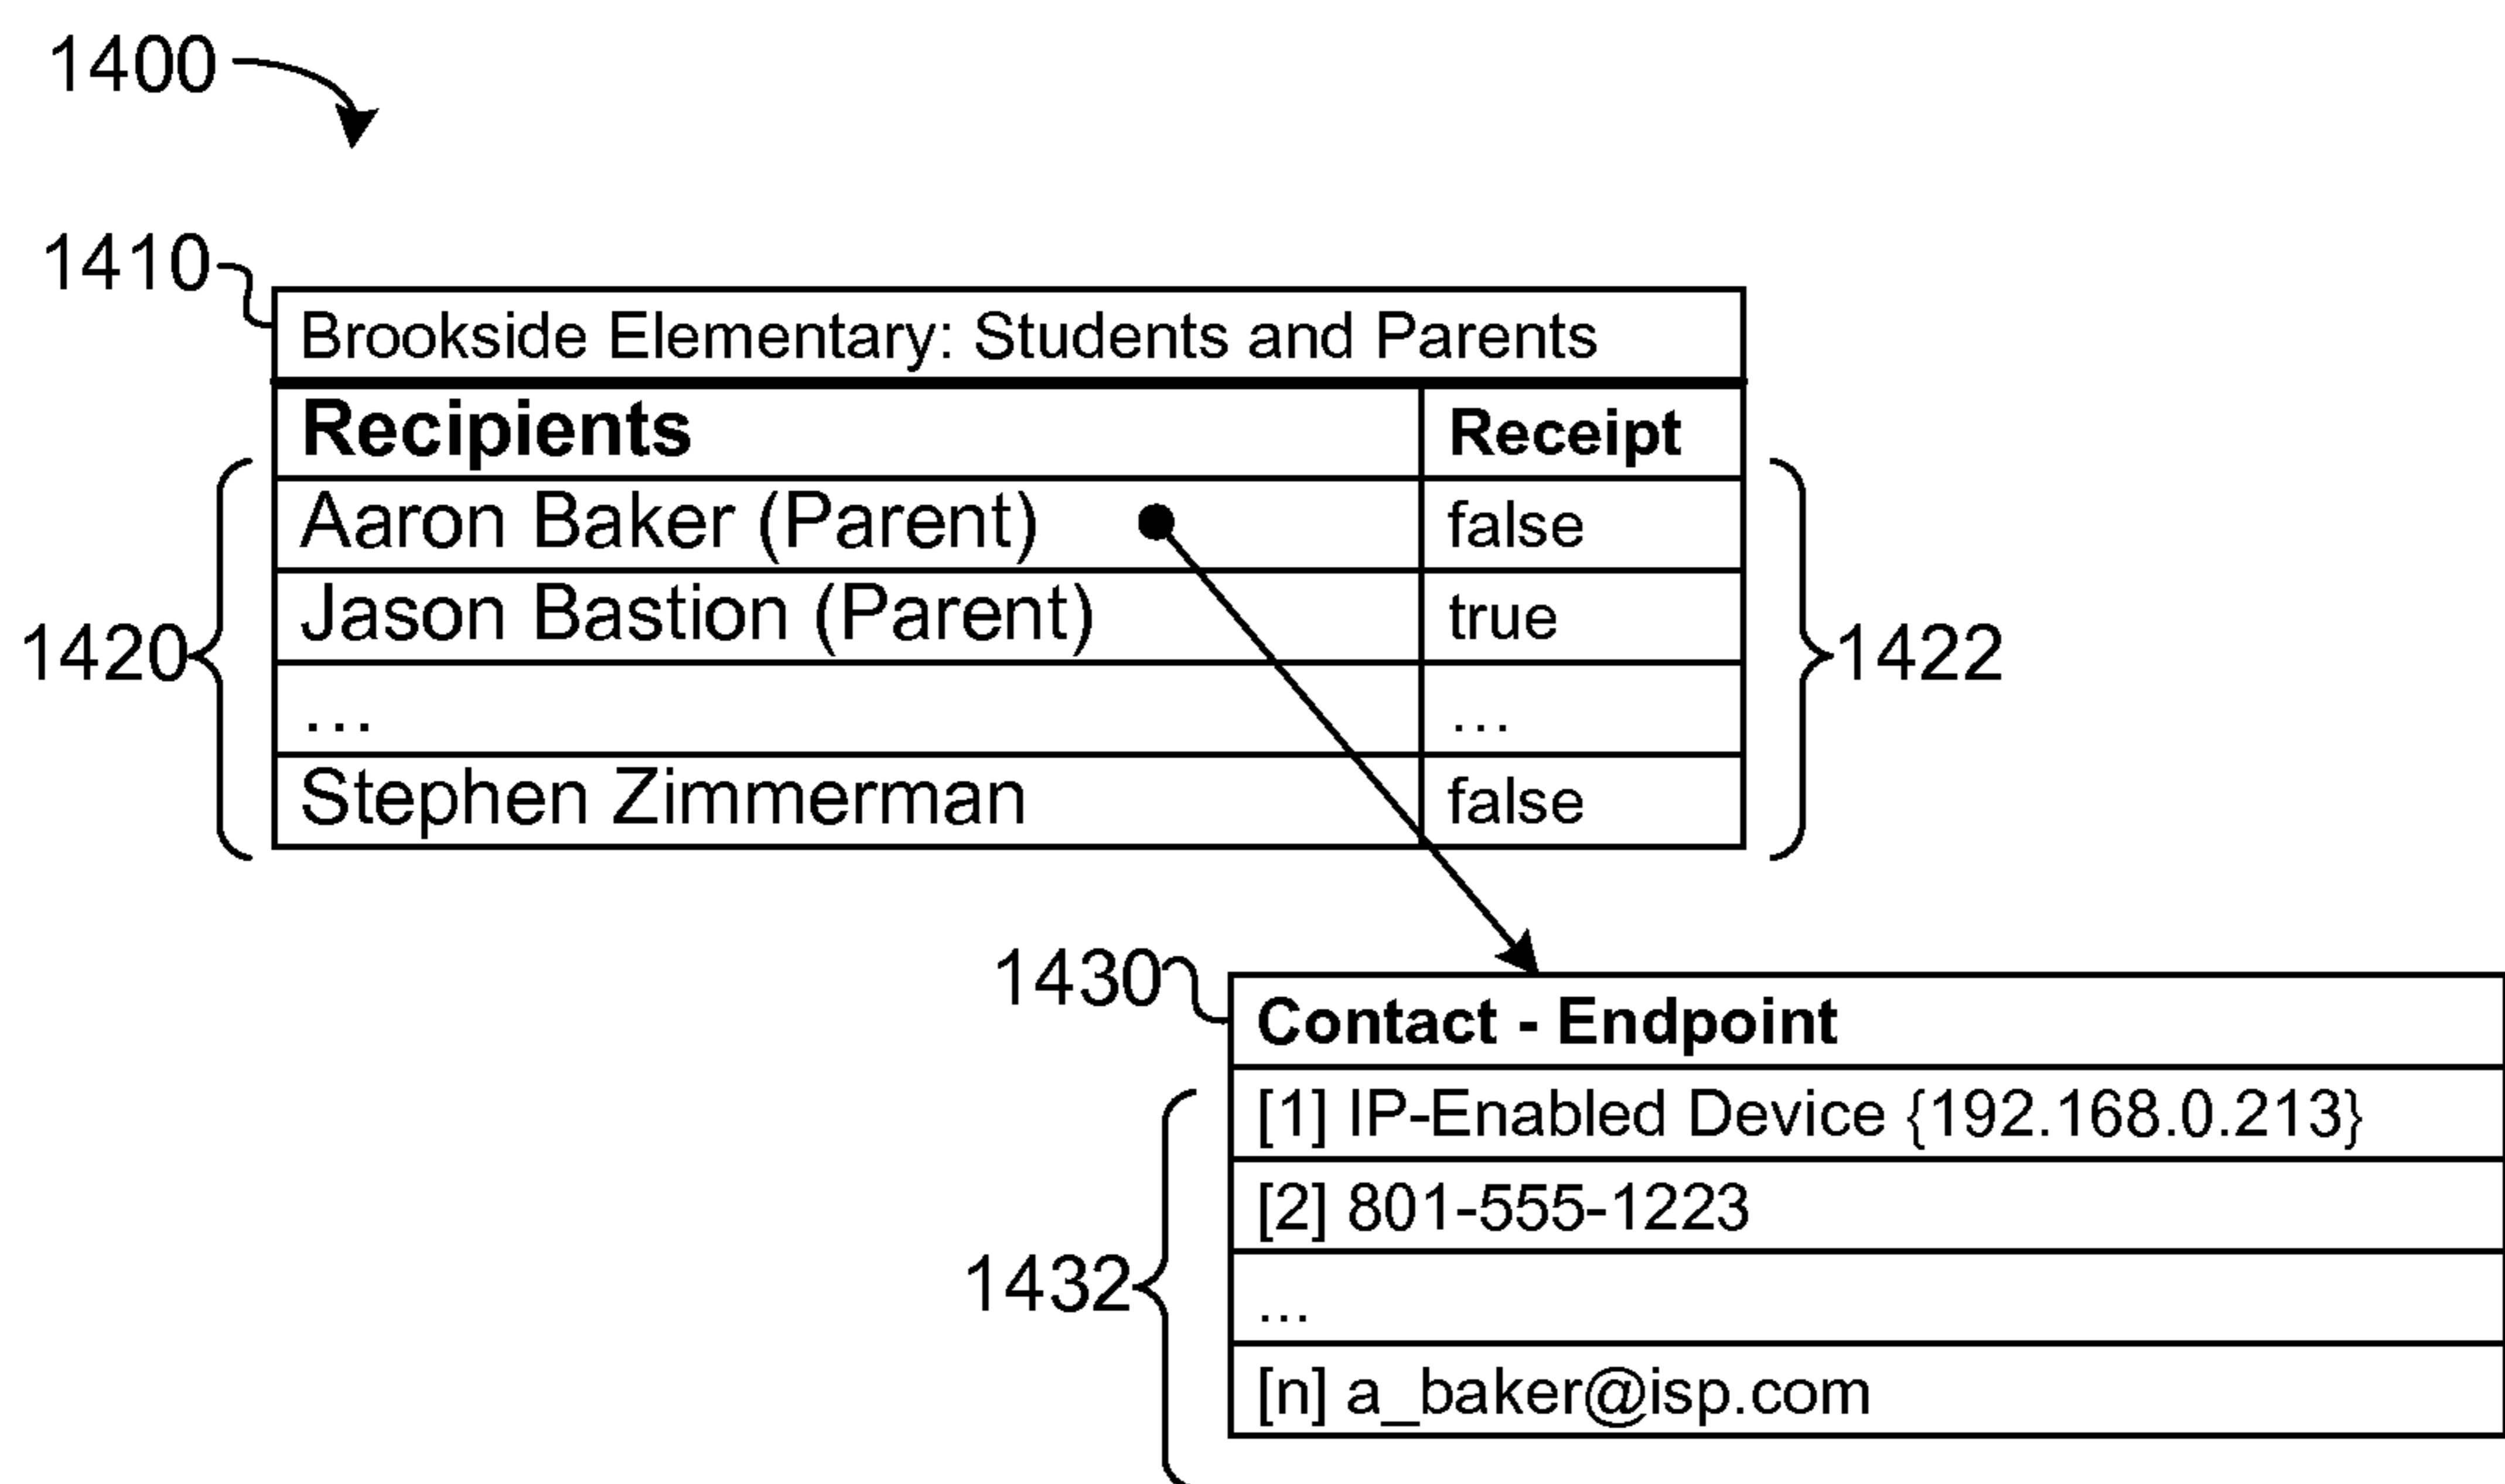 1400
1410
Brookside Elementary: Students and Parents
Recipients Receipt
Aaron Baker (Parent) false
Jason Bastion (Parent) true
1420 1422
... ...
Stephen Zimmerman false
1430
Contact - Endpoint
[1] IP-Enabled Device {192.168.0.213}
[2] 801-555-1223
1432
...
[n] a_baker@isp.com